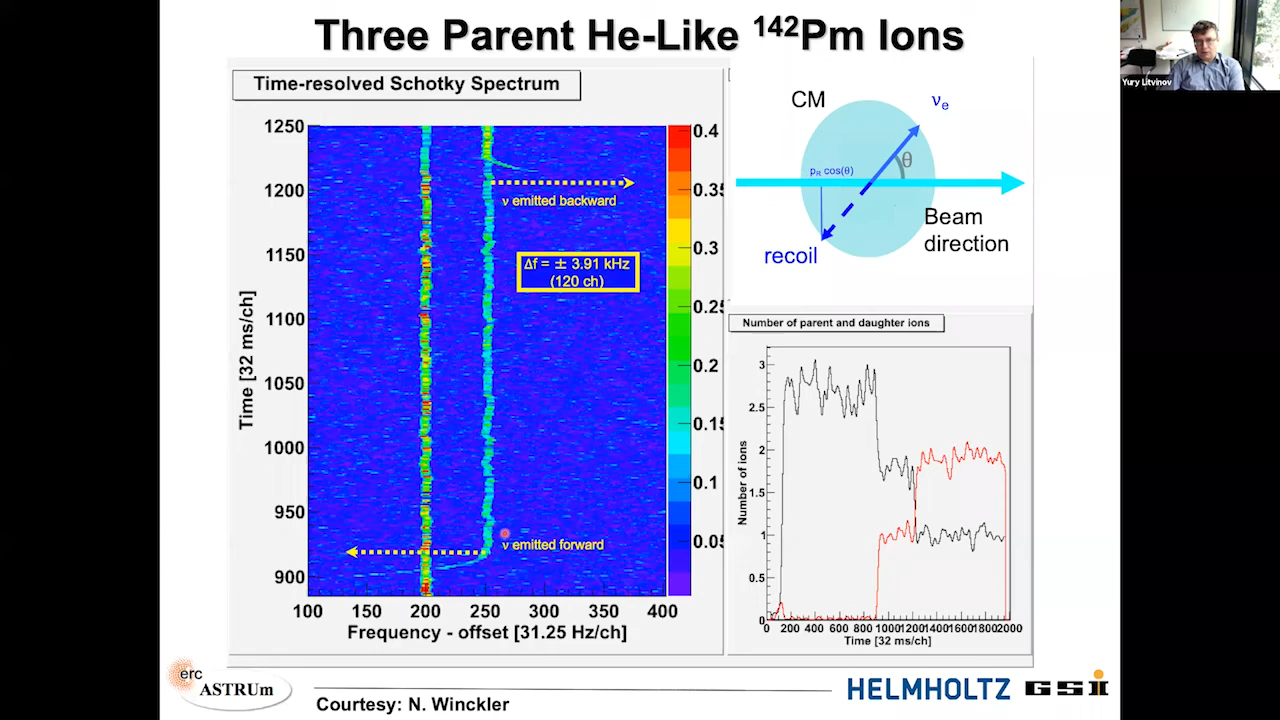 Three Parent He-Like ¹⁴²Pm Ions
Yury Litvinov
Time-resolved Schotky Spectrum
1250
1200
1150
1100
1050
1000
950
900
Time [32 ms/ch]
100 150 200 250 300 350 400
Frequency - offset [31.25 Hz/ch]
ν emitted backward
Δf = ± 3.91 kHz
(120 ch)
ν emitted forward
0.4
0.35
0.3
0.25
0.2
0.15
0.1
0.05
CM
νe
θ
pR cos(θ)
Beam
direction
recoil
Number of parent and daughter ions
3
2.5
2
1.5
1
0.5
0
Number of ions
0 200 400 600 800 1000 1200 1400 1600 1800 2000
Time [32 ms/ch]
erc
ASTRUm
Courtesy: N. Winckler
HELMHOLTZ
GSI